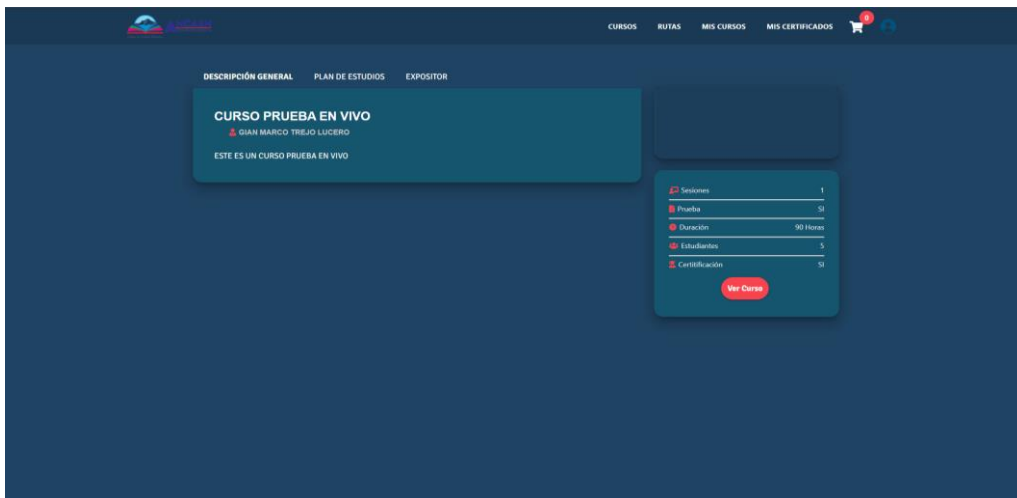 CURSOS RUTAS MIS CURSOS MIS CERTIFICADOS 0
DESCRIPCIÓN GENERAL PLAN DE ESTUDIOS EXPOSITOR
CURSO PRUEBA EN VIVO
GIAN MARCO TREJO LUCERO
ESTE ES UN CURSO PRUEBA EN VIVO
Sesiones 1
Prueba SI
Duración 90 Horas
Estudiantes 5
Certitificación SI
Ver Curso